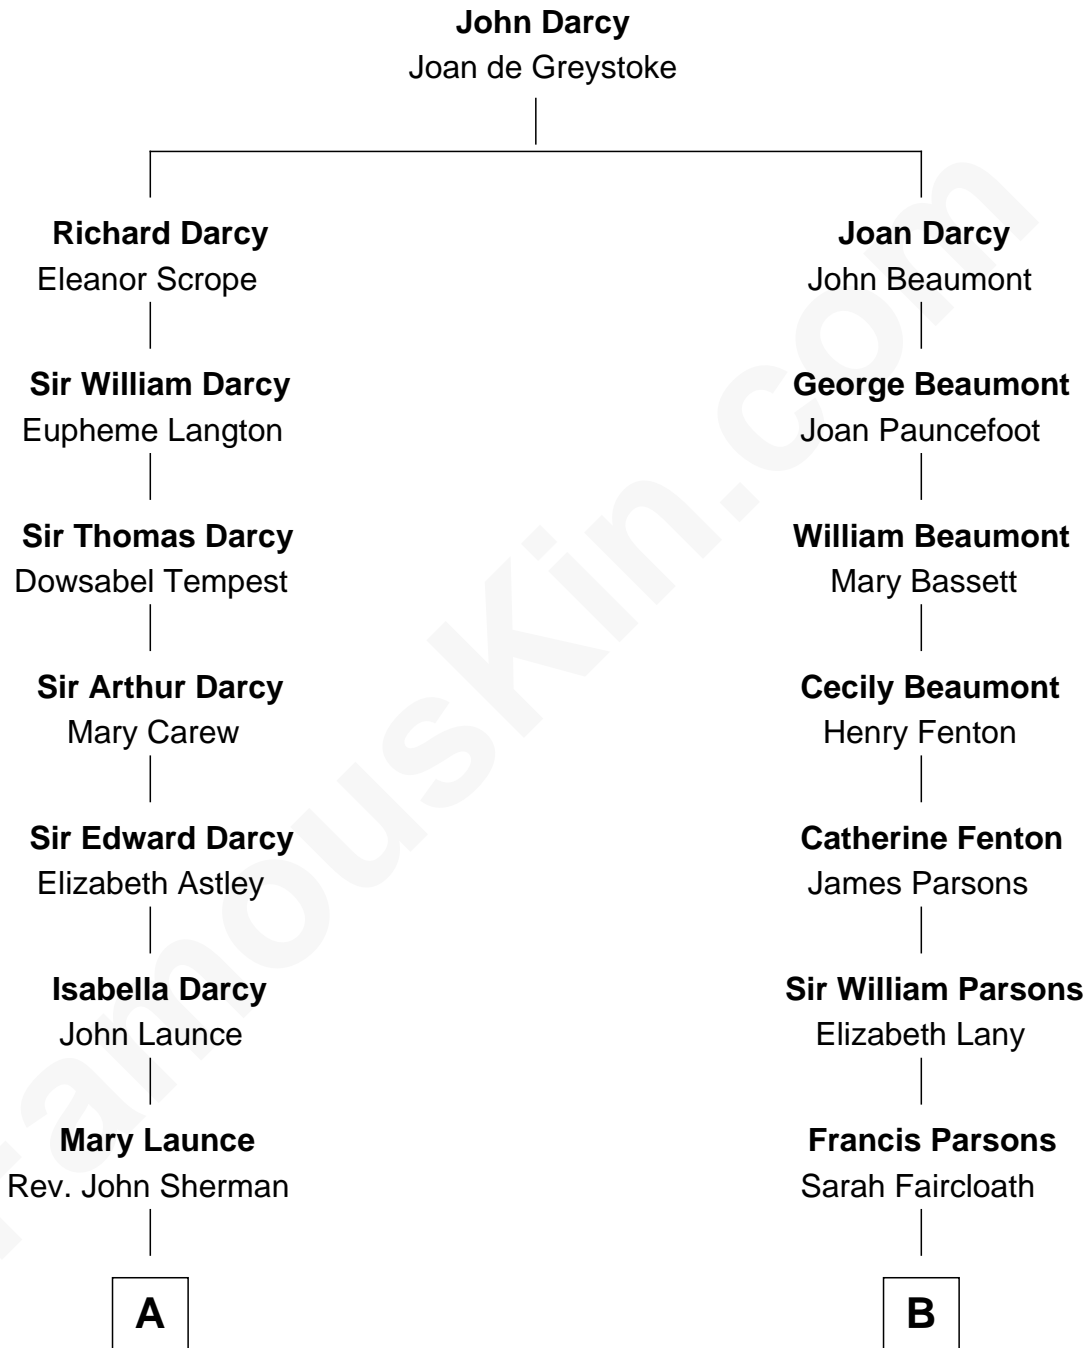 John Darcy
Joan de Greystoke
Richard Darcy
Eleanor Scrope
Joan Darcy
John Beaumont
Sir William Darcy
Eupheme Langton
George Beaumont
Joan Pauncefoot
Sir Thomas Darcy
Dowsabel Tempest
William Beaumont
Mary Bassett
Sir Arthur Darcy
Mary Carew
Cecily Beaumont
Henry Fenton
Sir Edward Darcy
Elizabeth Astley
Catherine Fenton
James Parsons
Isabella Darcy
John Launce
Sir William Parsons
Elizabeth Lany
Mary Launce
Rev. John Sherman
Francis Parsons
Sarah Faircloath
A
B
FamousKin.com